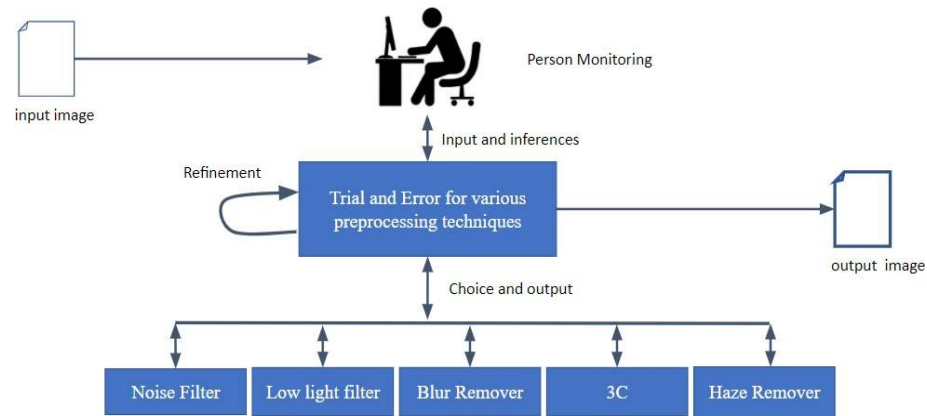 Person Monitoring
input image
Input and inferences
Refinement
Trial and Error for various
preprocessing techniques
output  image
Choice and output
Noise Filter
Low light filter
Blur Remover
3C
Haze Remover